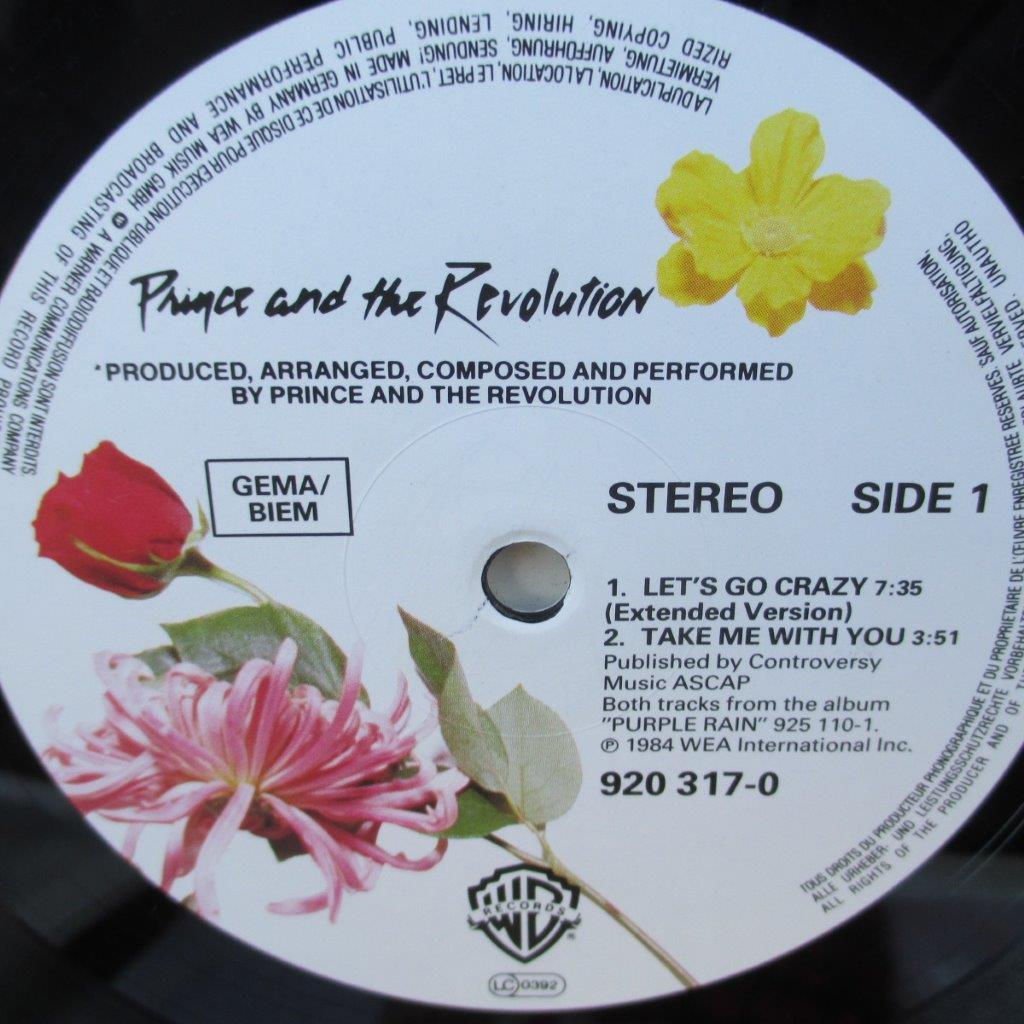 RIZED COPYING, HIRING, LENDING, PUBLIC PERFORMANCE AND BROADCASTING OF THIS RECORD
VERMIETUNG, AUFFÜHRUNG, SENDUNG! MADE IN GERMANY BY WEA MUSIK GMBH A WARNER COMMUNICATIONS COMPANY
LA DUPLICATION, LA LOCATION, LE PRET, L'UTILISATION DE CE DISQUE POUR EXECUTION PUBLIQUE ET RADIODIFFUSION SONT INTERDITS.
Prince and the Revolution
*PRODUCED, ARRANGED, COMPOSED AND PERFORMED
BY PRINCE AND THE REVOLUTION
GEMA/
BIEM
STEREO SIDE 1
1. LET'S GO CRAZY 7:35
(Extended Version)
2. TAKE ME WITH YOU 3:51
Published by Controversy
Music ASCAP
Both tracks from the album
"PURPLE RAIN" 925 110-1.
℗ 1984 WEA International Inc.
920 317-0
WB
RECORDS
®
LC 0392
TOUS DROITS DU PRODUCTEUR PHONOGRAPHIQUE ET DU PROPRIETAIRE DE L'ŒUVRE ENREGISTREE RESERVES. SAUF AUTORISATION,
ALLE URHEBER- UND LEISTUNGSSCHUTZRECHTE VERVIELFÄLTIGUNG,
ALL RIGHTS OF THE PRODUCER AND OF UNAUTHO